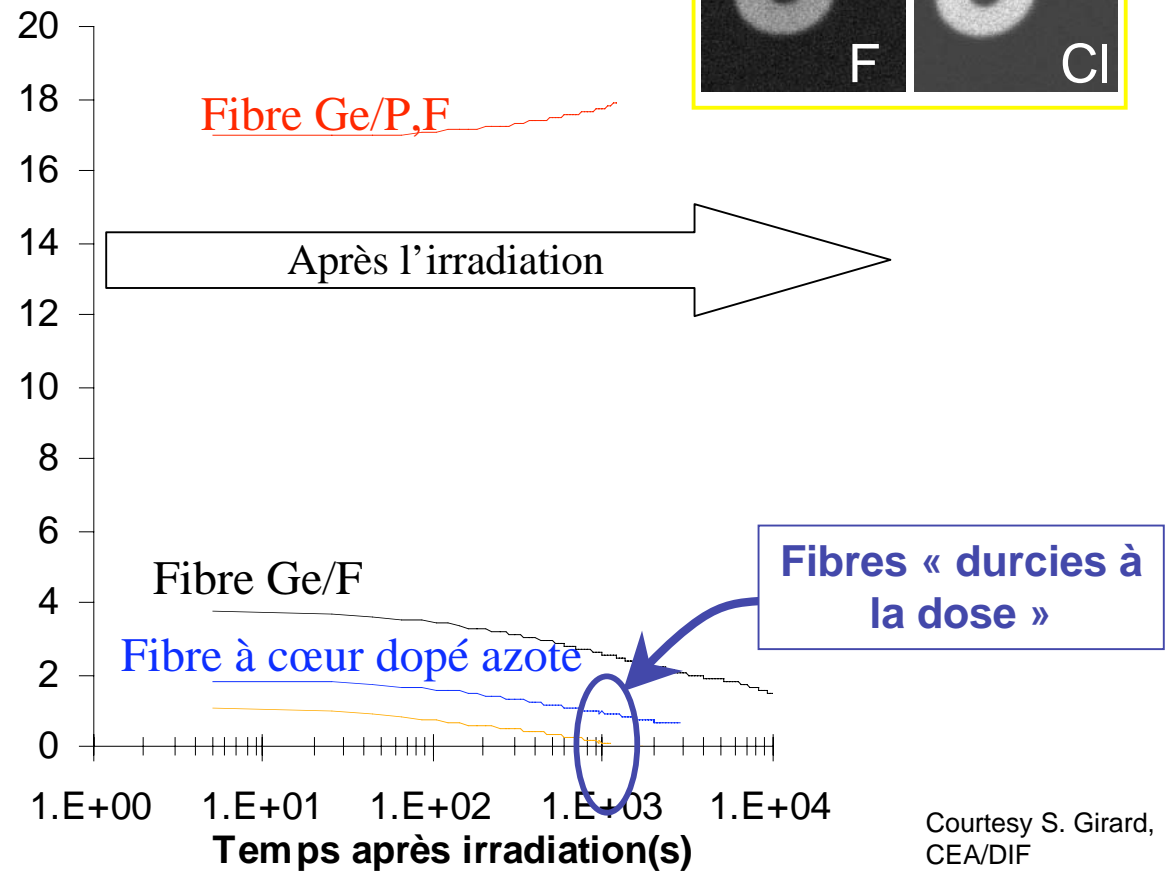 F
Cl
20
18
16
14
12
10
8
6
4
2
0
Fibre Ge/P,F
Après l'irradiation
Fibre Ge/F
Fibre à cœur dopé azote
Fibres « durcies à
la dose »
1.E+00 1.E+01 1.E+02 1.E+03 1.E+04
Temps après irradiation(s)
Courtesy S. Girard,
CEA/DIF